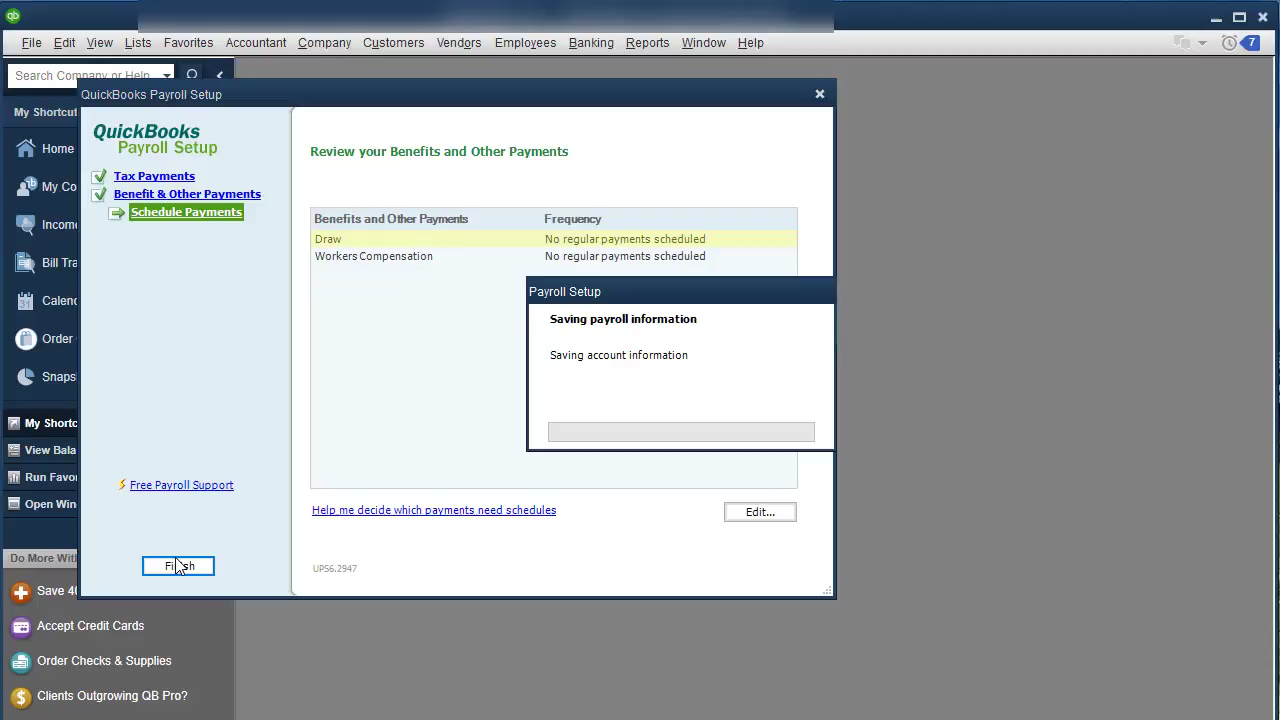 File Edit View Lists Favorites Accountant Company Customers Vendors Employees Banking Reports Window Help
7
Search Company or Help
QuickBooks Payroll Setup
My Shortcut
Home
My Co
Income
Bill Tra
Calend
Order
Snaps
My Shortc
View Bala
Run Favor
Open Win
Do More With
Save 40
Accept Credit Cards
Order Checks & Supplies
Clients Outgrowing QB Pro?
QuickBooks
Payroll Setup
Tax Payments
Benefit & Other Payments
Schedule Payments
Free Payroll Support
Finish
Review your Benefits and Other Payments
Benefits and Other Payments Frequency
Draw No regular payments scheduled
Workers Compensation No regular payments scheduled
Payroll Setup
Saving payroll information
Saving account information
Help me decide which payments need schedules
Edit...
UPS6.2947